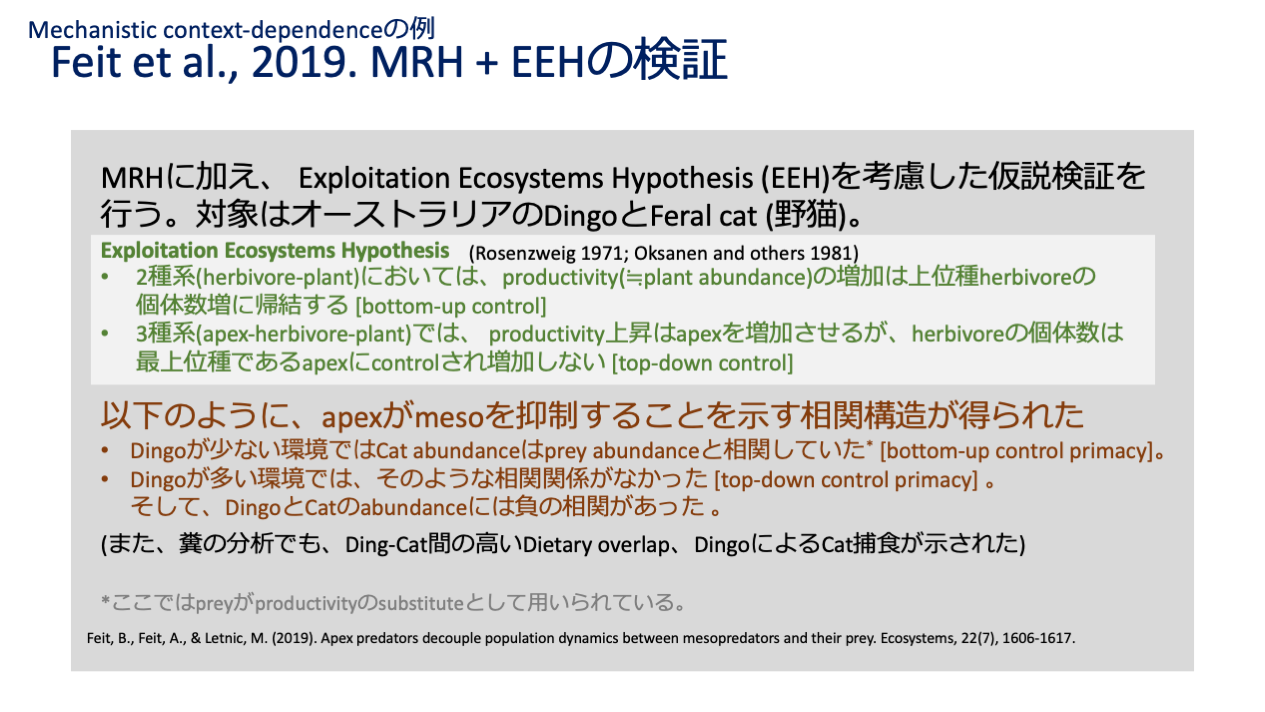 Mechanistic context-dependenceの例
Feit et al., 2019. MRH + EEHの検証
MRHに加え、 Exploitation Ecosystems Hypothesis (EEH)を考慮した仮説検証を
行う。対象はオーストラリアのDingoとFeral cat (野猫)。
Exploitation Ecosystems Hypothesis (Rosenzweig 1971; Oksanen and others 1981)
• 2種系(herbivore-plant)においては、productivity(≒plant abundance)の増加は上位種herbivoreの
個体数増に帰結する [bottom-up control]
• 3種系(apex-herbivore-plant)では、 productivity上昇はapexを増加させるが、herbivoreの個体数は
最上位種であるapexにcontrolされ増加しない [top-down control]
以下のように、apexがmesoを抑制することを示す相関構造が得られた
• Dingoが少ない環境ではCat abundanceはprey abundanceと相関していた* [bottom-up control primacy]。
• Dingoが多い環境では、そのような相関関係がなかった [top-down control primacy] 。
そして、DingoとCatのabundanceには負の相関があった 。
(また、糞の分析でも、Ding-Cat間の高いDietary overlap、DingoによるCat捕食が示された)
*ここではpreyがproductivityのsubstituteとして用いられている。
Feit, B., Feit, A., & Letnic, M. (2019). Apex predators decouple population dynamics between mesopredators and their prey. Ecosystems, 22(7), 1606-1617.